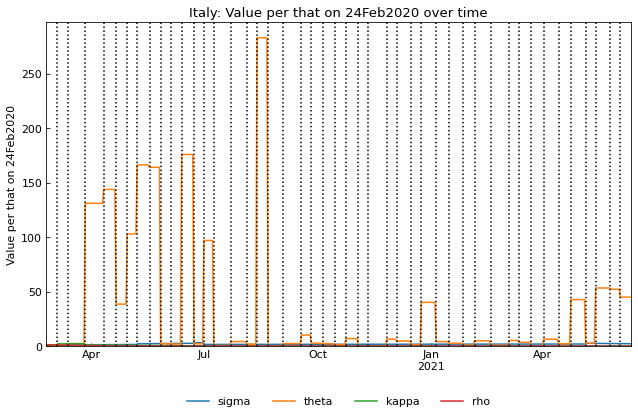 Italy: Value per that on 24Feb2020 over time
Value per that on 24Feb2020
250
200
150
100
50
0
Apr
Jul
Oct
Jan
2021
Apr
sigma
theta
kappa
rho